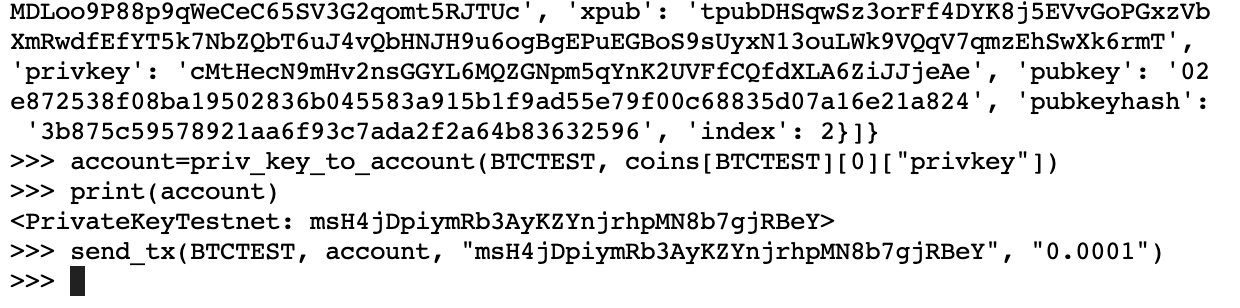 MDLoo9P88p9qWeCeC65SV3G2qomt5RJTUc', 'xpub': 'tpubDHSqwSz3orFf4DYK8j5EVvGoPGxzVb
XmRwdfEfYT5k7NbZQbT6uJ4vQbHNJH9u6ogBgEPuEGBoS9sUyxN13ouLWk9VQqV7qmzEhSwXk6rmT',
'privkey': 'cMtHecN9mHv2nsGGYL6MQZGNpm5qYnK2UVFfCQfdXLA6ZiJJjeAe', 'pubkey': '02
e872538f08ba19502836b045583a915b1f9ad55e79f00c68835d07a16e21a824', 'pubkeyhash':
 '3b875c59578921aa6f93c7ada2f2a64b83632596', 'index': 2}]}
>>> account=priv_key_to_account(BTCTEST, coins[BTCTEST][0]["privkey"])
>>> print(account)
<PrivateKeyTestnet: msH4jDpiymRb3AyKZYnjrhpMN8b7gjRBeY>
>>> send_tx(BTCTEST, account, "msH4jDpiymRb3AyKZYnjrhpMN8b7gjRBeY", "0.0001")
>>>